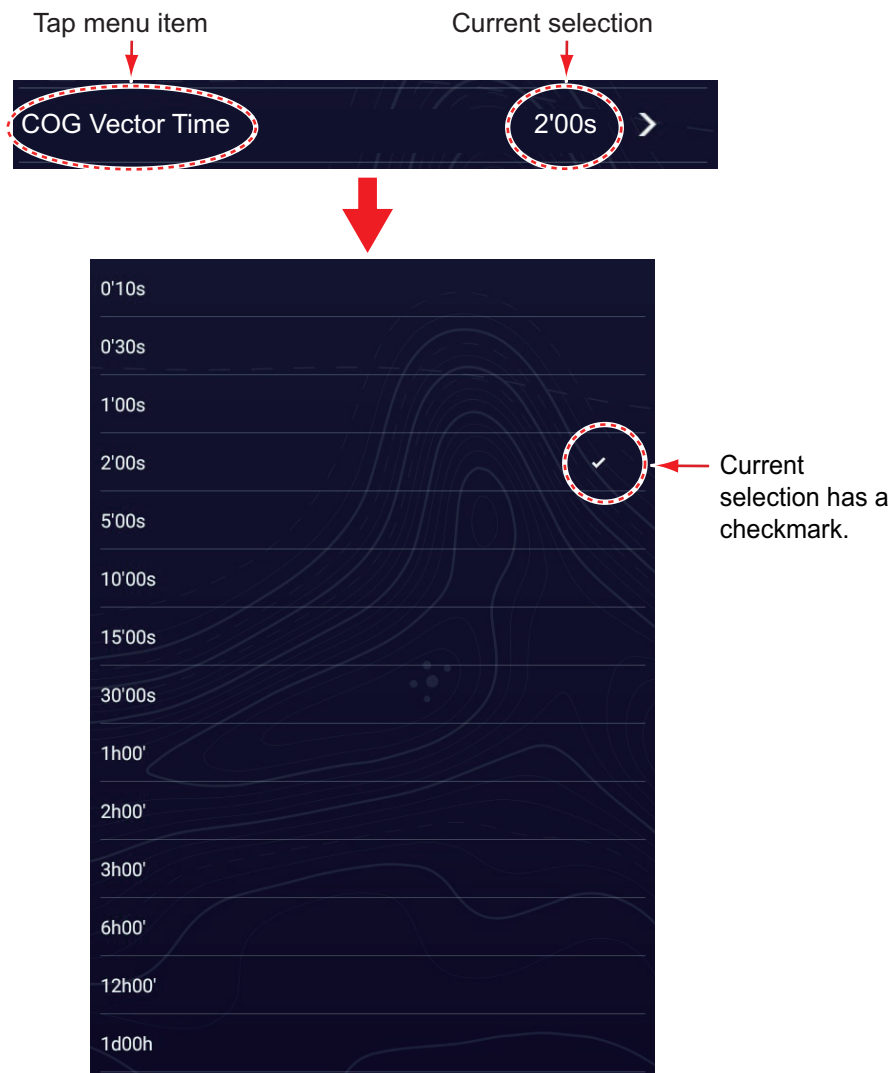 Tap menu item
Current selection
COG Vector Time
2'00s
0'10s
0'30s
1'00s
2'00s
5'00s
10'00s
15'00s
30'00s
1h00'
2h00'
3h00'
6h00'
12h00'
1d00h
Current
selection has a
checkmark.